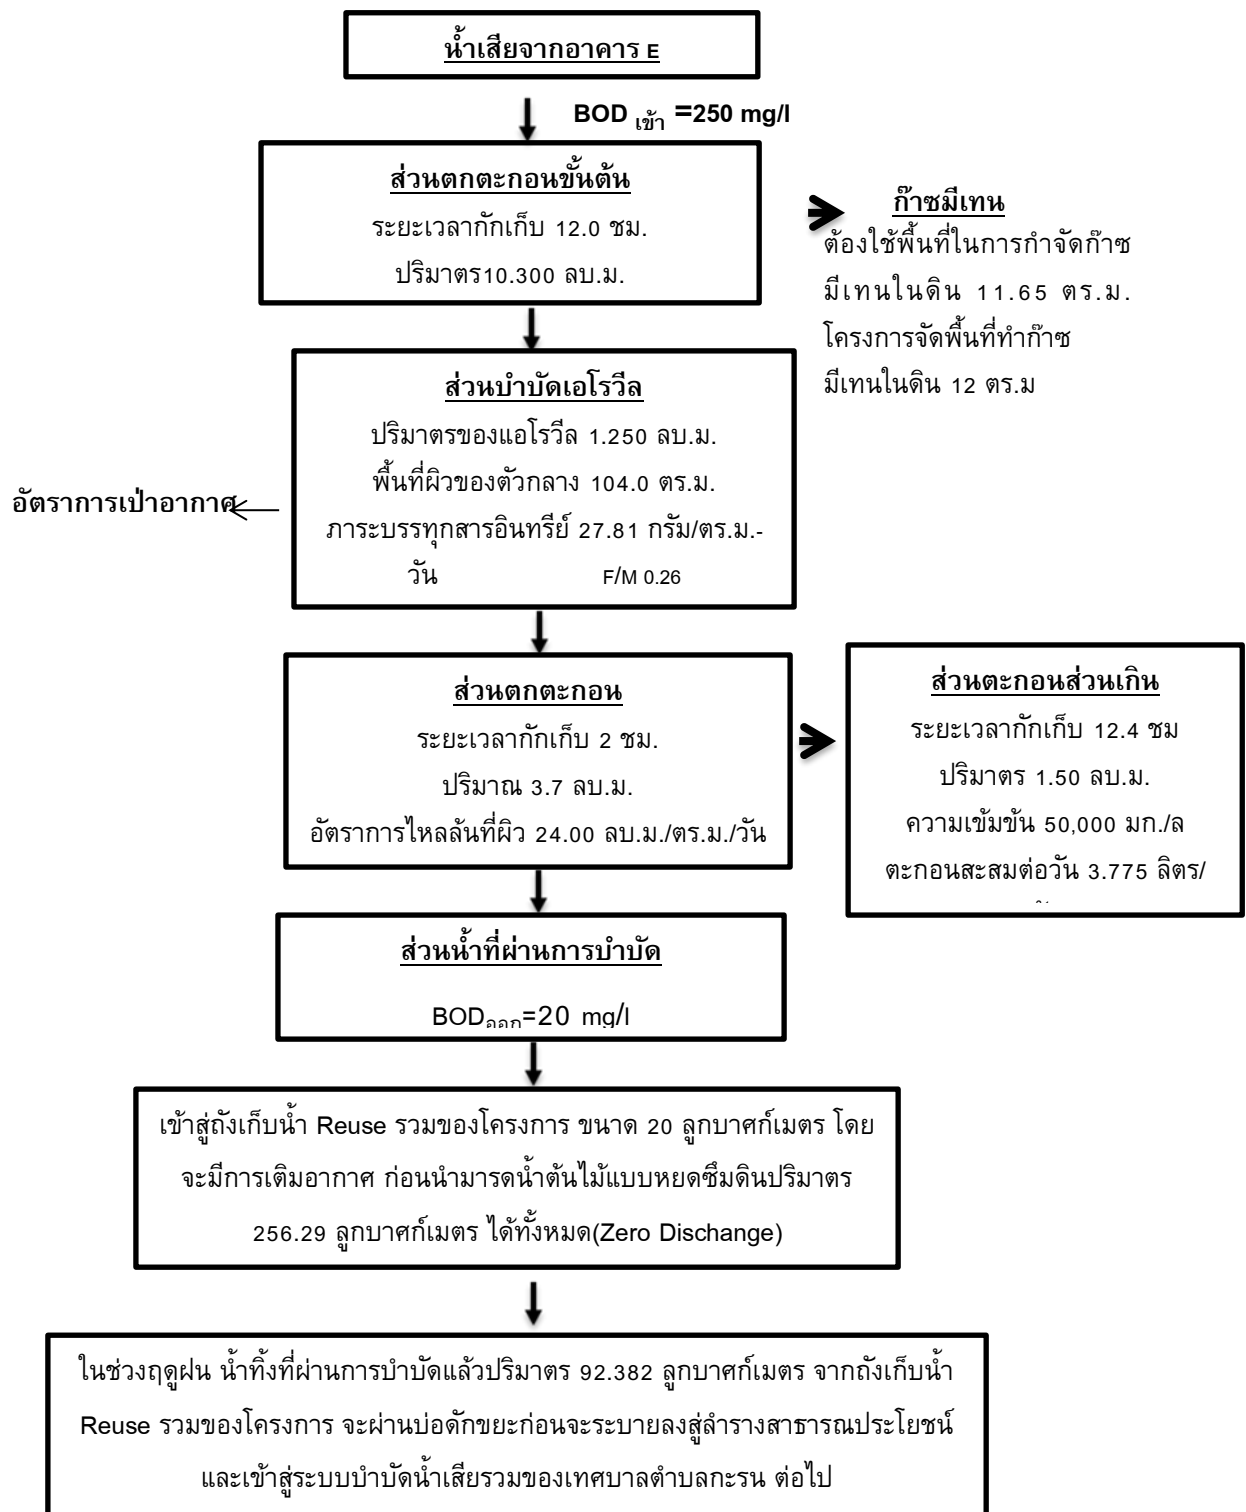 น้ำเสียจากอาคาร E
BOD เข้า =250 mg/l
ส่วนตกตะกอนขั้นต้น
ระยะเวลากักเก็บ 12.0 ชม.
ปริมาตร10.300 ลบ.ม.
ก๊าซมีเทน
ต้องใช้พื้นที่ในการกำจัดก๊าซ
มีเทนในดิน 11.65 ตร.ม.
โครงการจัดพื้นที่ทำก๊าซ
มีเทนในดิน 12 ตร.ม
ส่วนบำบัดเอโรวีล
ปริมาตรของแอโรวีล 1.250 ลบ.ม.
พื้นที่ผิวของตัวกลาง 104.0 ตร.ม.
ภาระบรรทุกสารอินทรีย์ 27.81 กรัม/ตร.ม.-
วัน F/M 0.26
อัตราการเป่าอากาศ
ส่วนตกตะกอน
ระยะเวลากักเก็บ 2 ชม.
ปริมาณ 3.7 ลบ.ม.
อัตราการไหลล้นที่ผิว 24.00 ลบ.ม./ตร.ม./วัน
ส่วนตะกอนส่วนเกิน
ระยะเวลากักเก็บ 12.4 ชม
ปริมาตร 1.50 ลบ.ม.
ความเข้มข้น 50,000 มก./ล
ตะกอนสะสมต่อวัน 3.775 ลิตร/
ส่วนน้ำที่ผ่านการบำบัด
BODออก=20 mg/l
เข้าสู่ถังเก็บน้ำ Reuse รวมของโครงการ ขนาด 20 ลูกบาศก์เมตร โดย
จะมีการเติมอากาศ ก่อนนำมารดน้ำต้นไม้แบบหยดซึมดินปริมาตร
256.29 ลูกบาศก์เมตร ได้ทั้งหมด(Zero Dischange)
ในช่วงฤดูฝน น้ำทิ้งที่ผ่านการบำบัดแล้วปริมาตร 92.382 ลูกบาศก์เมตร จากถังเก็บน้ำ
Reuse รวมของโครงการ จะผ่านบ่อดักขยะก่อนจะระบายลงสู่ลำรางสาธารณประโยชน์
และเข้าสู่ระบบบำบัดน้ำเสียรวมของเทศบาลตำบลกะรน ต่อไป